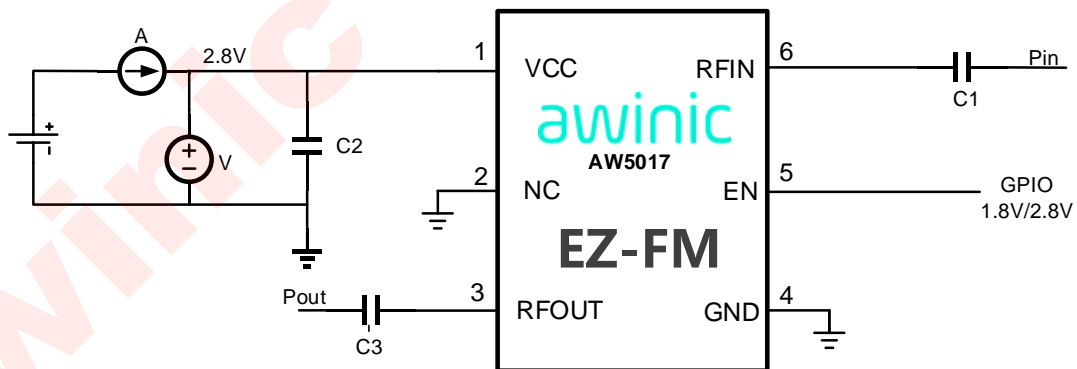 A
2.8V
+
-
+
-
V
C2
1
VCC
RFIN
6
C1
Pin
awinic
AW5017
2
NC
EN
5
GPIO
1.8V/2.8V
EZ-FM
Pout
C3
3
RFOUT
GND
4
winic